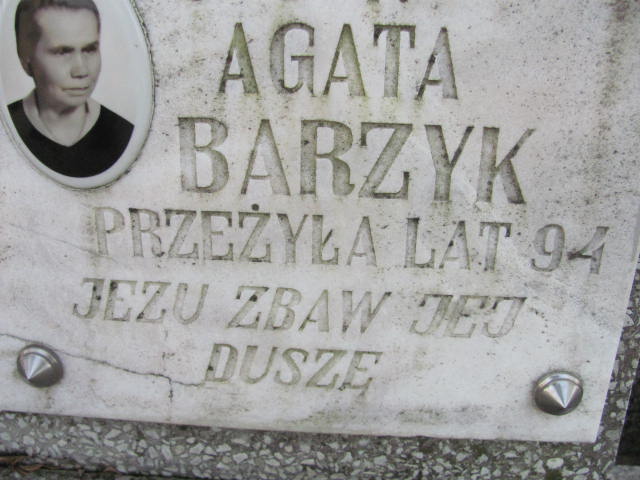 AGATA
BARZYK
PRZEŻYŁA LAT 94
JEZU ZBAW JEJ
DUSZE